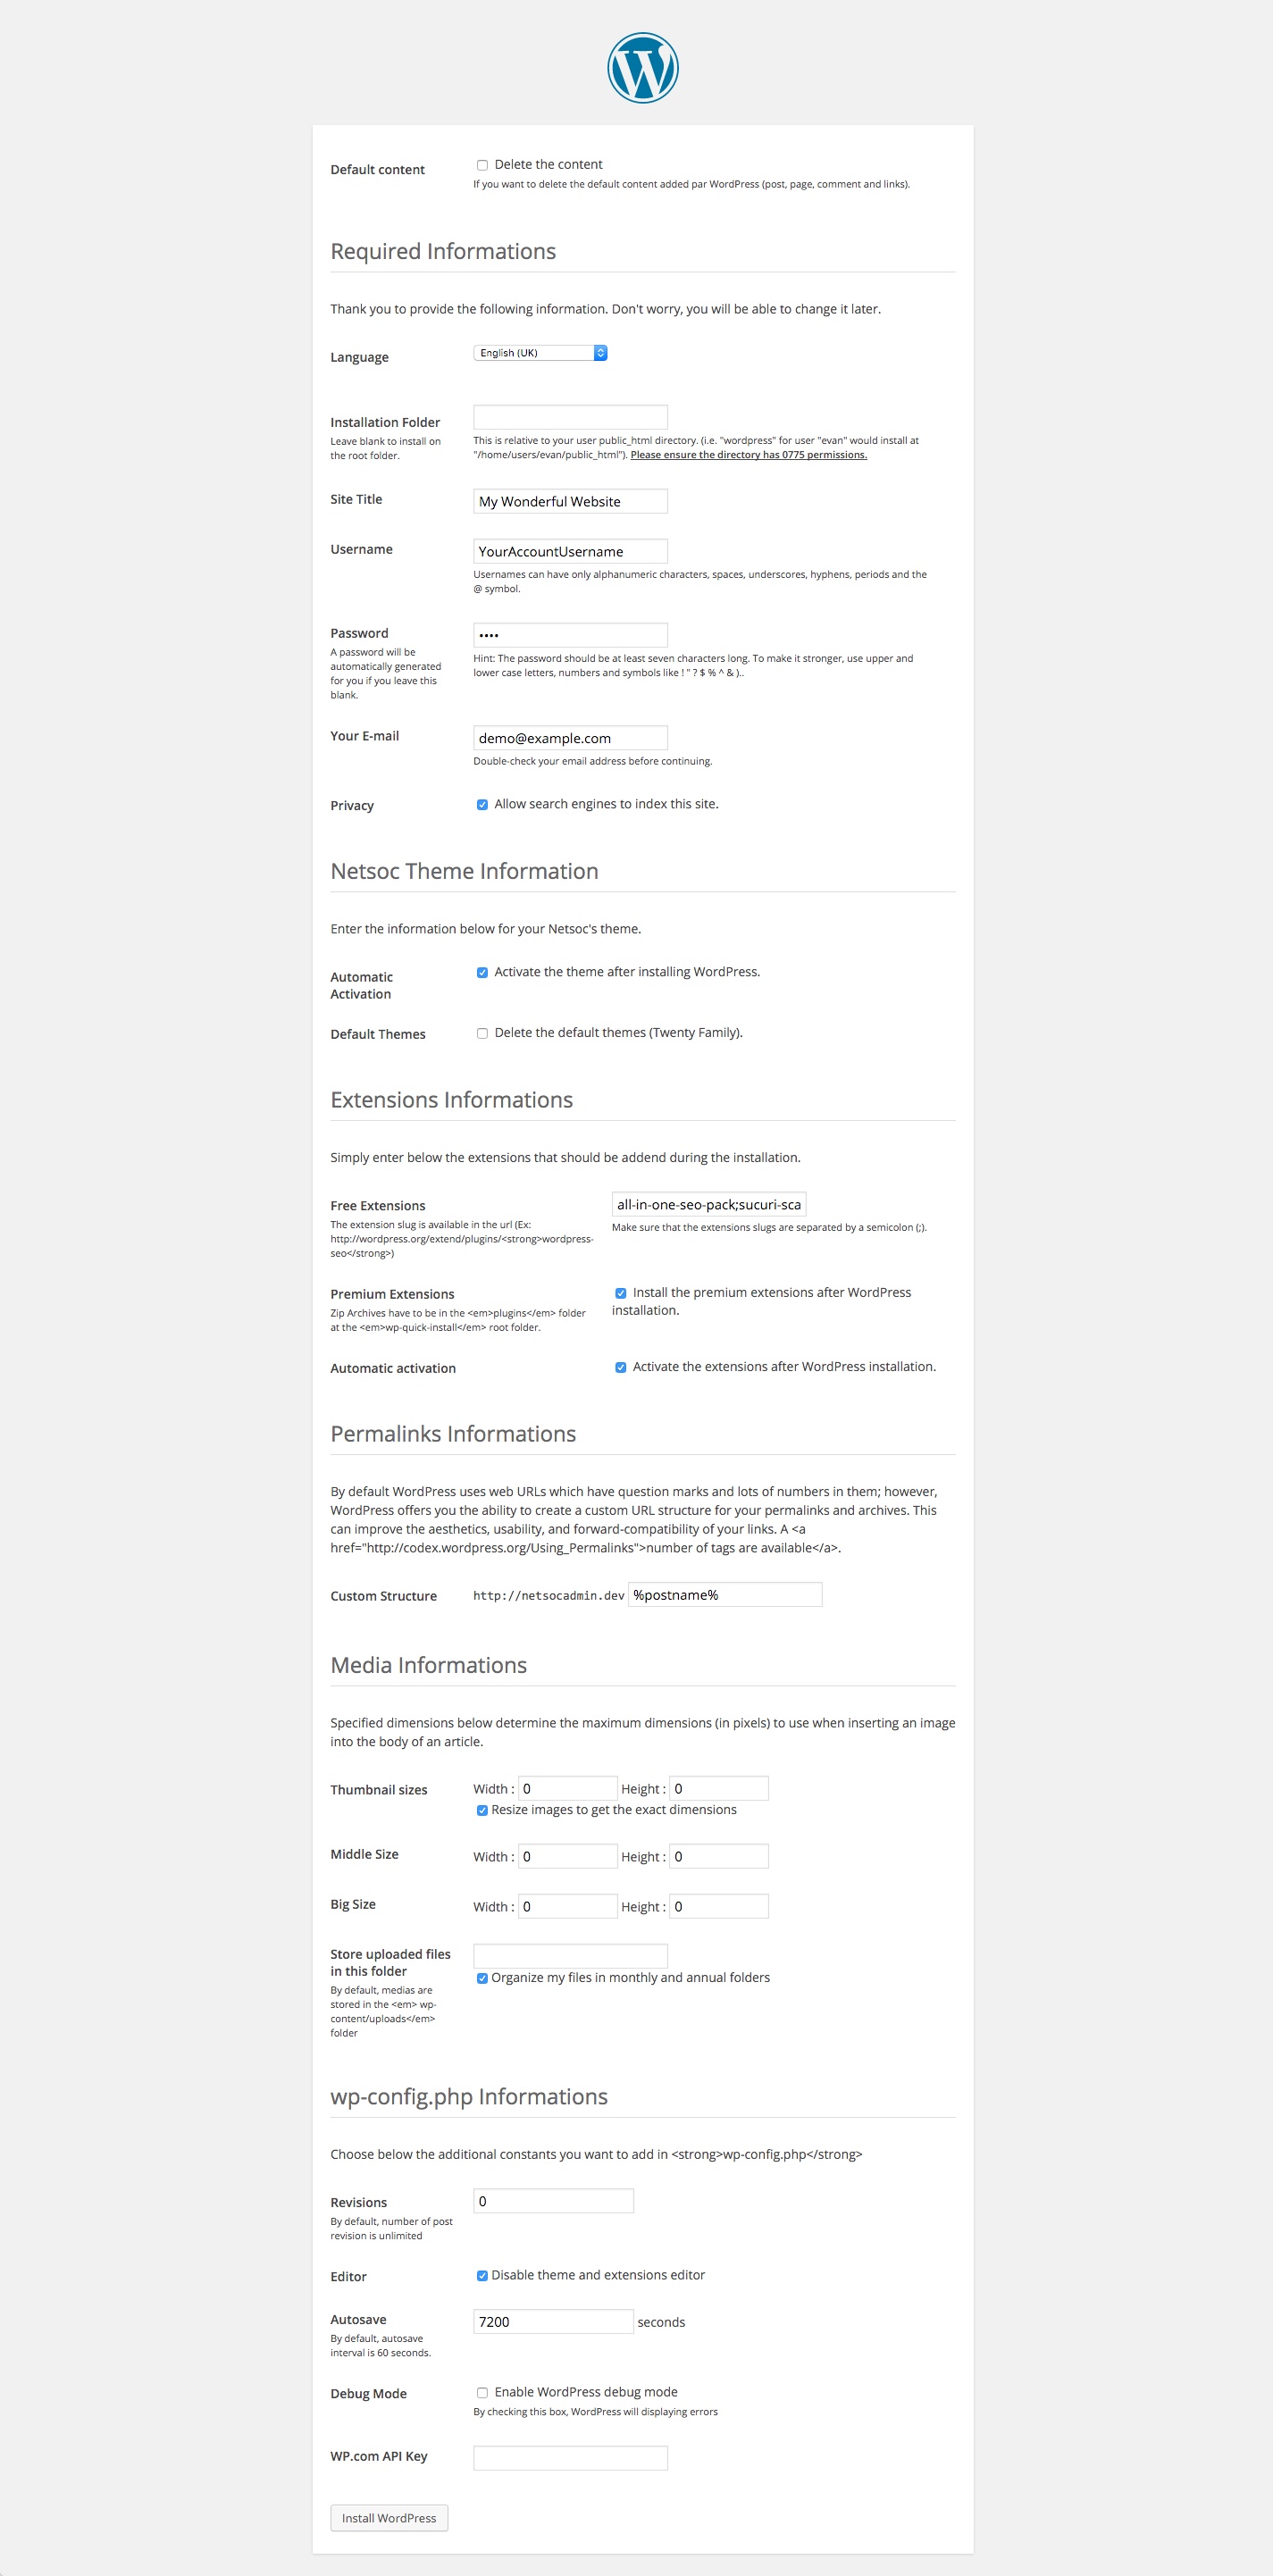 Default content
Delete the content
If you want to delete the default content added par WordPress (post, page, comment and links).
Required Informations
Thank you to provide the following information. Don't worry, you will be able to change it later.
Language
English (UK)
Installation Folder
Leave blank to install on
the root folder.
This is relative to your user public_html directory. (i.e. "wordpress" for user "evan" would install at
"/home/users/evan/public_html"). Please ensure the directory has 0775 permissions.
Site Title
My Wonderful Website
Username
YourAccountUsername
Usernames can have only alphanumeric characters, spaces, underscores, hyphens, periods and the
@ symbol.
Password
A password will be
automatically generated
for you if you leave this
blank.
••••
Hint: The password should be at least seven characters long. To make it stronger, use upper and
lower case letters, numbers and symbols like ! " ? $ % ^ & )..
Your E-mail
demo@example.com
Double-check your email address before continuing.
Privacy
Allow search engines to index this site.
Netsoc Theme Information
Enter the information below for your Netsoc's theme.
Automatic
Activation
Activate the theme after installing WordPress.
Default Themes
Delete the default themes (Twenty Family).
Extensions Informations
Simply enter below the extensions that should be addend during the installation.
Free Extensions
The extension slug is available in the url (Ex:
http://wordpress.org/extend/plugins/<strong>wordpress-
seo</strong>)
all-in-one-seo-pack;sucuri-sca
Make sure that the extensions slugs are separated by a semicolon (;).
Premium Extensions
Zip Archives have to be in the <em>plugins</em> folder
at the <em>wp-quick-install</em> root folder.
Install the premium extensions after WordPress
installation.
Automatic activation
Activate the extensions after WordPress installation.
Permalinks Informations
By default WordPress uses web URLs which have question marks and lots of numbers in them; however,
WordPress offers you the ability to create a custom URL structure for your permalinks and archives. This
can improve the aesthetics, usability, and forward-compatibility of your links. A <a
href="http://codex.wordpress.org/Using_Permalinks">number of tags are available</a>.
Custom Structure
http://netsocadmin.dev %postname%
Media Informations
Specified dimensions below determine the maximum dimensions (in pixels) to use when inserting an image
into the body of an article.
Thumbnail sizes
Width : 0 Height : 0
Resize images to get the exact dimensions
Middle Size
Width : 0 Height : 0
Big Size
Width : 0 Height : 0
Store uploaded files
in this folder
By default, medias are
stored in the <em> wp-
content/uploads</em>
folder
Organize my files in monthly and annual folders
wp-config.php Informations
Choose below the additional constants you want to add in <strong>wp-config.php</strong>
Revisions
By default, number of post
revision is unlimited
0
Editor
Disable theme and extensions editor
Autosave
By default, autosave
interval is 60 seconds.
7200 seconds
Debug Mode
Enable WordPress debug mode
By checking this box, WordPress will displaying errors
WP.com API Key
Install WordPress